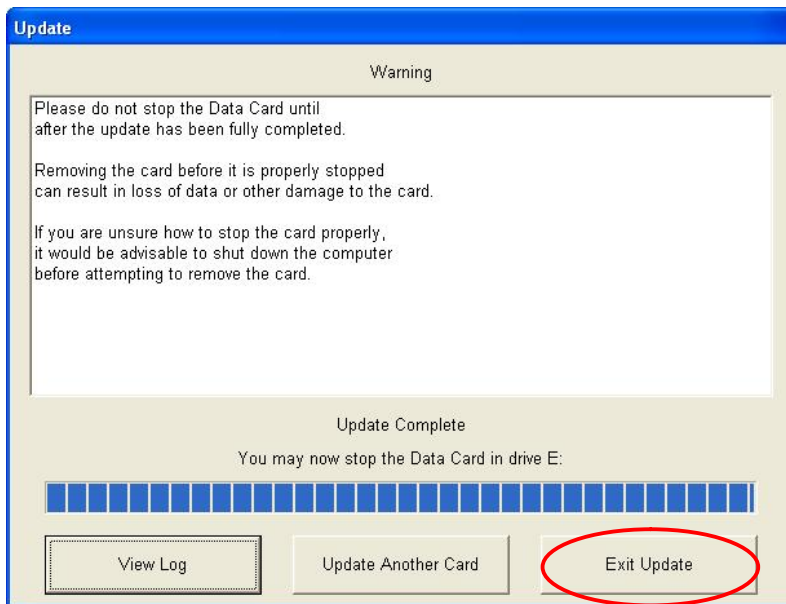 Update
Warning
Please do not stop the Data Card until
after the update has been fully completed.
Removing the card before it is properly stopped
can result in loss of data or other damage to the card.
If you are unsure how to stop the card properly,
it would be advisable to shut down the computer
before attempting to remove the card.
Update Complete
You may now stop the Data Card in drive E:
View Log
Update Another Card
Exit Update